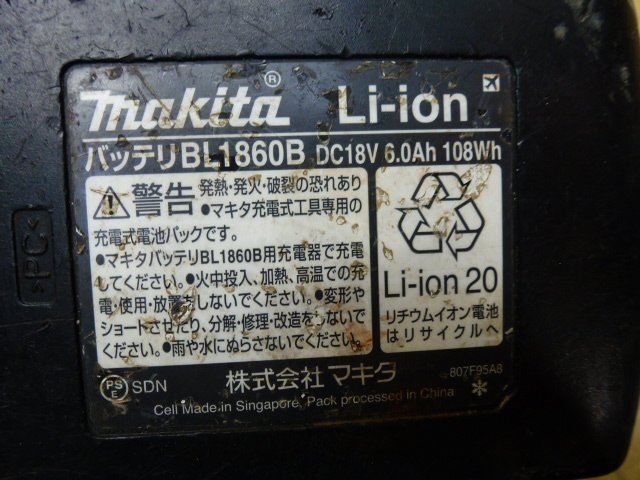 makita® Li-ion
バッテリBL1860B DC18V 6.0Ah 108Wh
警告 発熱・発火・破裂の恐れあり
●マキタ充電式工具専用の
充電式電池パックです。
●マキタバッテリBL1860B用充電器で充電
してください。●火中投入、加熱、高温での充
電・使用・放置をしないでください。●変形や
ショートさせたり、分解・修理・改造をしないで
ください。●雨や水にぬらさないでください。
Li-ion 20
リチウムイオン電池
はリサイクルへ
PS
E SDN 株式会社マキタ 807F95A8
Cell Made in Singapore, Pack processed in China
>PC<